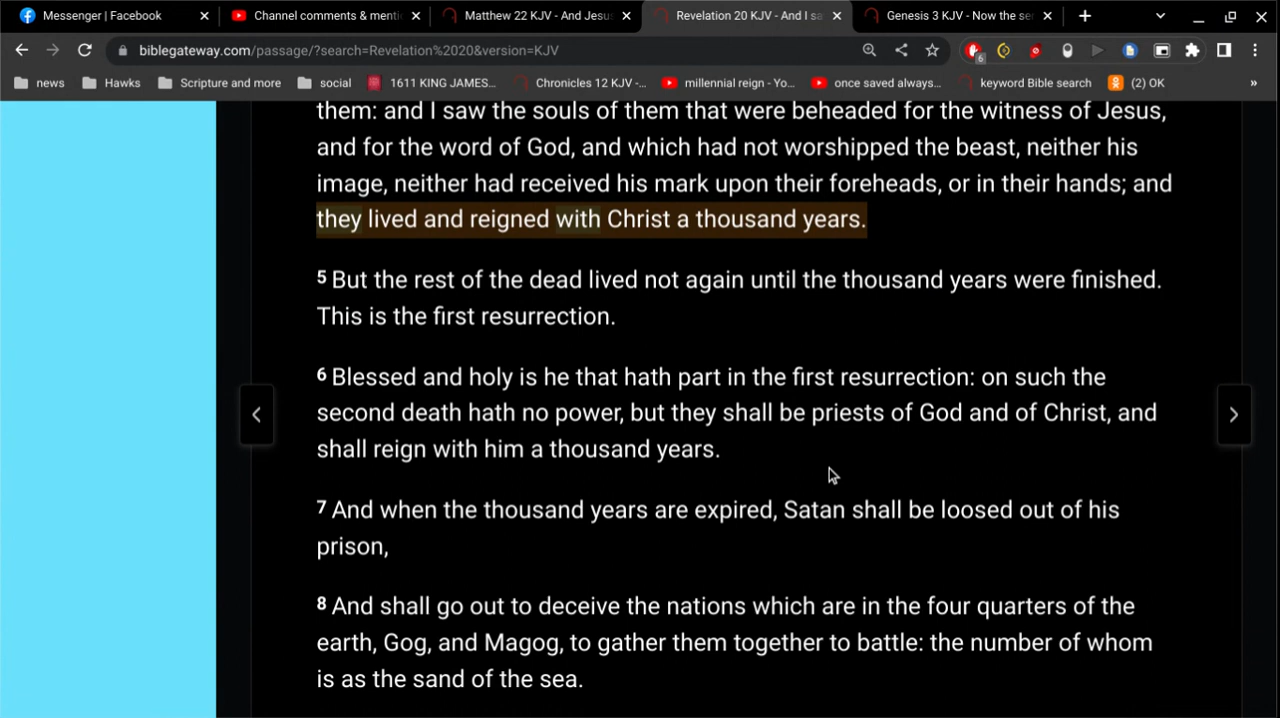 Messenger | Facebook
Channel comments & menti
Matthew 22 KJV - And Jesus
Revelation 20 KJV - And I sa
Genesis 3 KJV - Now the se
biblegateway.com/passage/?search=Revelation%2020&version=KJV
6
news
Hawks
Scripture and more
social
1611 KING JAMES...
Chronicles 12 KJV -...
millennial reign - Yo...
once saved always...
keyword Bible search
(2) OK
»
them: and I saw the souls of them that were beheaded for the witness of Jesus,
and for the word of God, and which had not worshipped the beast, neither his
image, neither had received his mark upon their foreheads, or in their hands; and
they lived and reigned with Christ a thousand years.
5 But the rest of the dead lived not again until the thousand years were finished.
This is the first resurrection.
6 Blessed and holy is he that hath part in the first resurrection: on such the
second death hath no power, but they shall be priests of God and of Christ, and
shall reign with him a thousand years.
7 And when the thousand years are expired, Satan shall be loosed out of his
prison,
8 And shall go out to deceive the nations which are in the four quarters of the
earth, Gog, and Magog, to gather them together to battle: the number of whom
is as the sand of the sea.